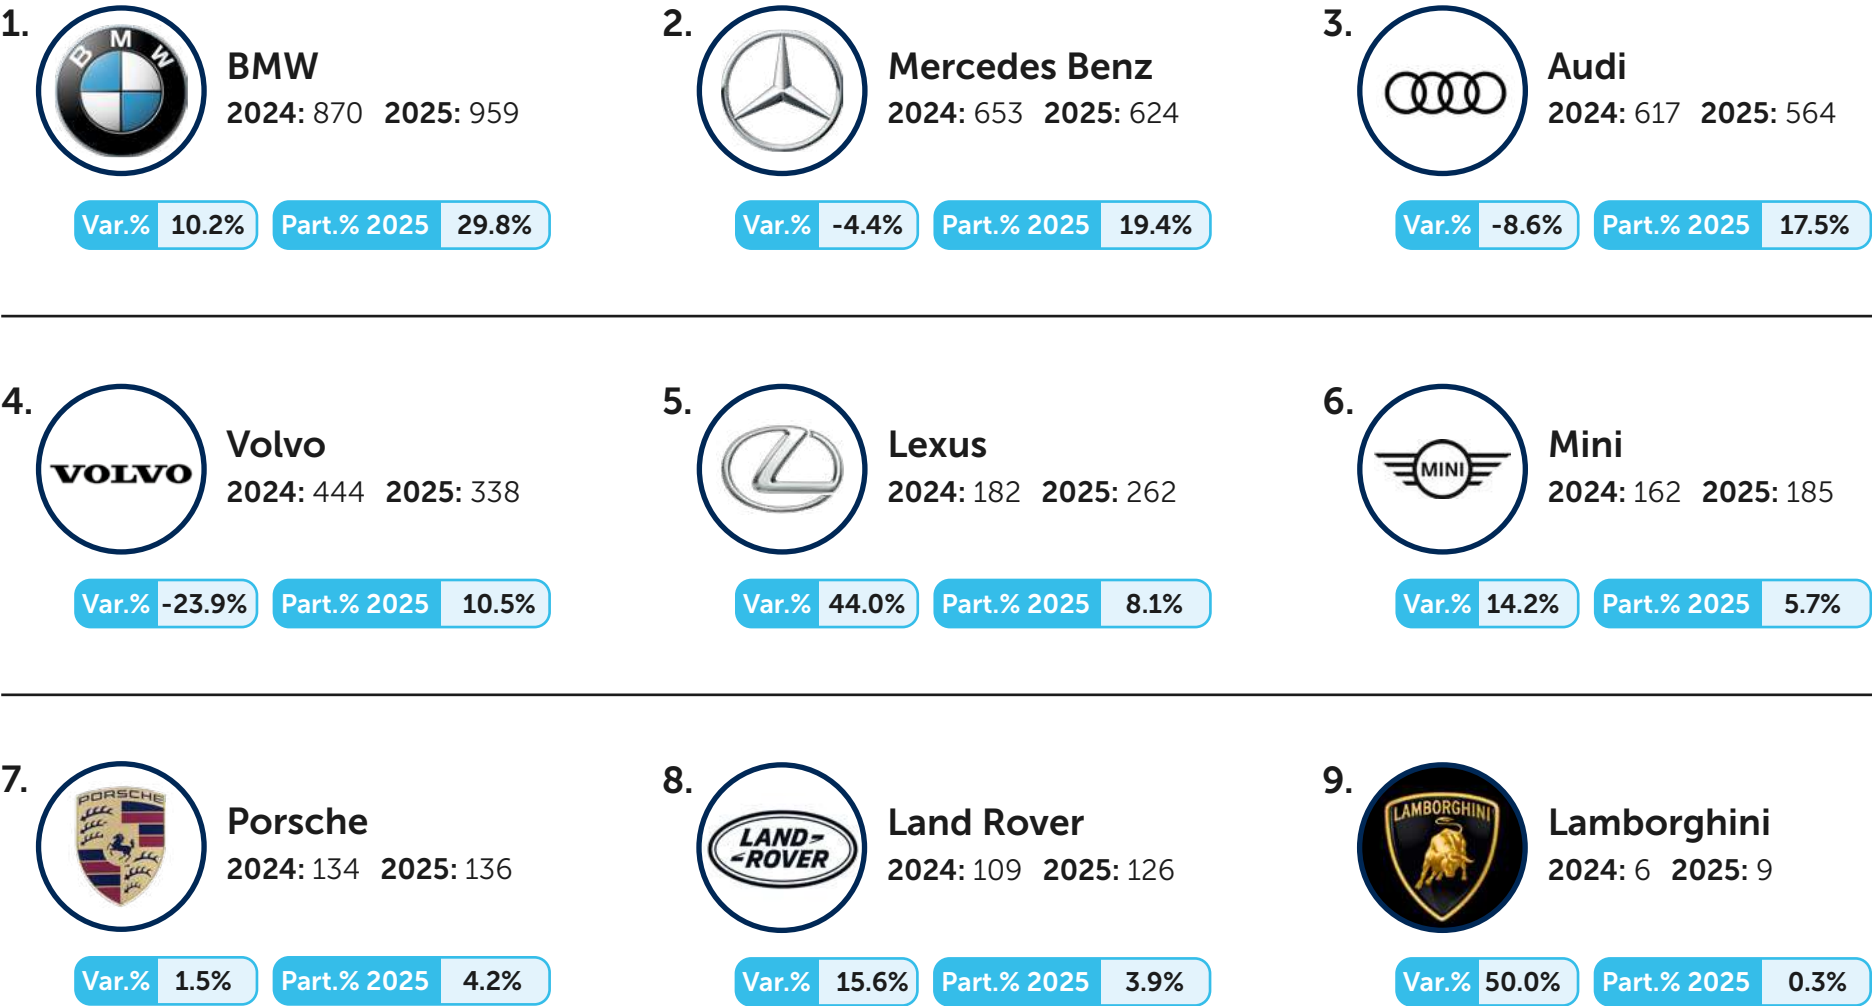 1.
B M W
BMW
2024: 870 2025: 959
Var.% 10.2% Part.% 2025 29.8%
2.
Mercedes Benz
2024: 653 2025: 624
Var.% -4.4% Part.% 2025 19.4%
3.
Audi
2024: 617 2025: 564
Var.% -8.6% Part.% 2025 17.5%
4.
VOLVO
Volvo
2024: 444 2025: 338
Var.% -23.9% Part.% 2025 10.5%
5.
Lexus
2024: 182 2025: 262
Var.% 44.0% Part.% 2025 8.1%
6.
MINI
Mini
2024: 162 2025: 185
Var.% 14.2% Part.% 2025 5.7%
7.
PORSCHE
Porsche
2024: 134 2025: 136
Var.% 1.5% Part.% 2025 4.2%
8.
LAND
ROVER
Land Rover
2024: 109 2025: 126
Var.% 15.6% Part.% 2025 3.9%
9.
LAMBORGHINI
Lamborghini
2024: 6 2025: 9
Var.% 50.0% Part.% 2025 0.3%